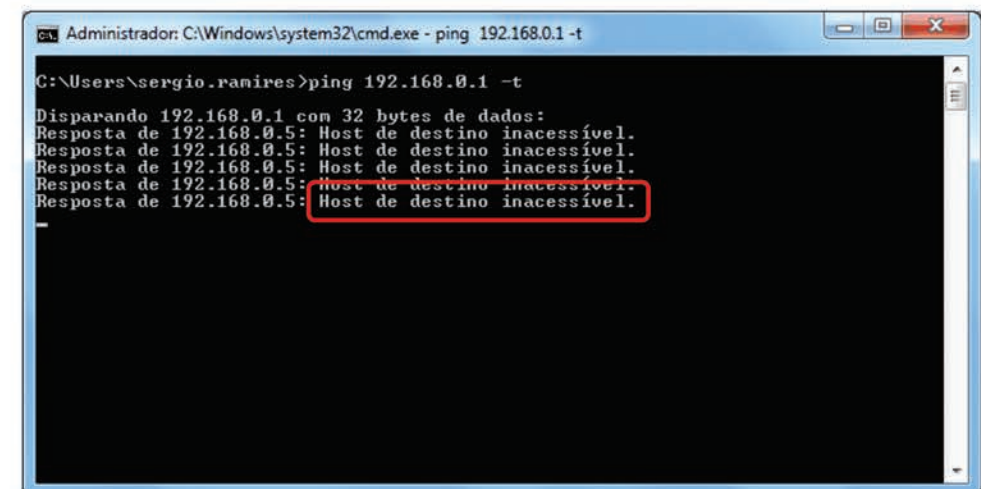 Administrador: C:\Windows\system32\cmd.exe - ping 192.168.0.1 -t
C:\Users\sergio.ramires>ping 192.168.0.1 -t
Disparando 192.168.0.1 com 32 bytes de dados:
Resposta de 192.168.0.5: Host de destino inacessível.
Resposta de 192.168.0.5: Host de destino inacessível.
Resposta de 192.168.0.5: Host de destino inacessível.
Resposta de 192.168.0.5: Host de destino inacessível.
Resposta de 192.168.0.5: Host de destino inacessível.